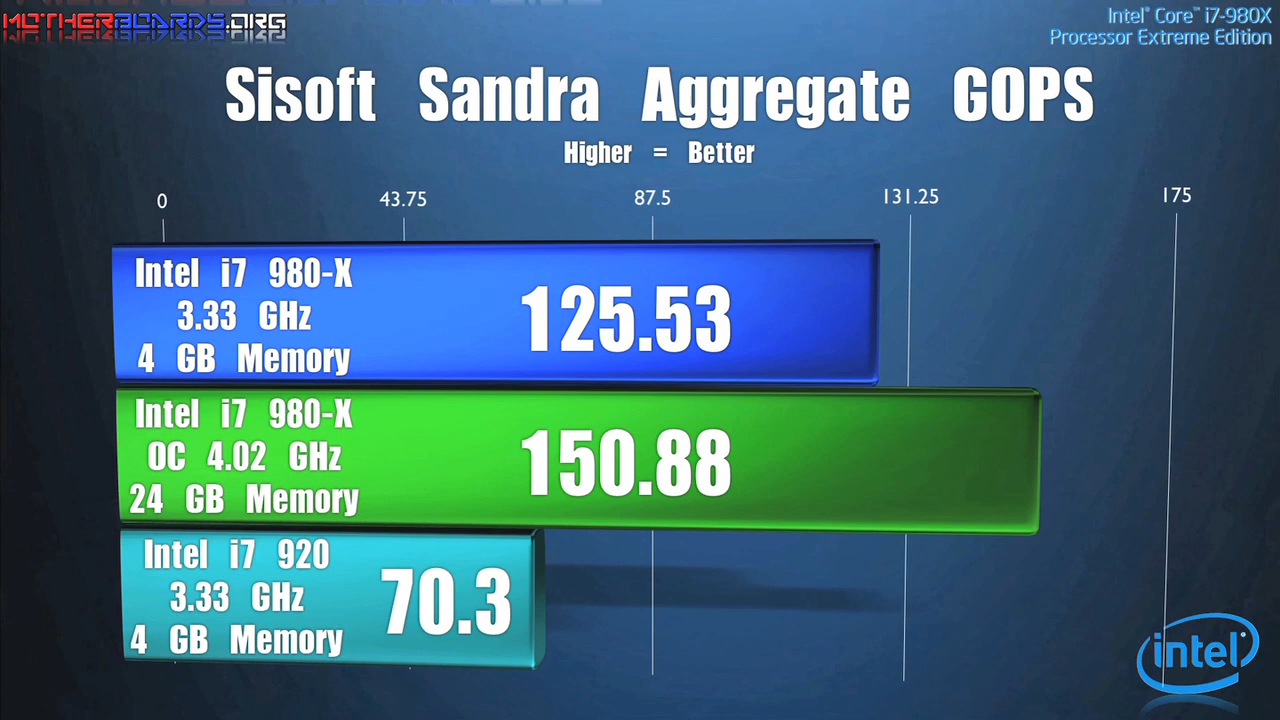 MOTHERBOARDS.ORG
Intel® Core™ i7-980X
Processor Extreme Edition
Sisoft Sandra Aggregate GOPS
Higher = Better
0 43.75 87.5 131.25 175
Intel i7 980-X
3.33 GHz
4 GB Memory
125.53
Intel i7 980-X
OC 4.02 GHz
24 GB Memory
150.88
Intel i7 920
3.33 GHz
4 GB Memory
70.3
intel®